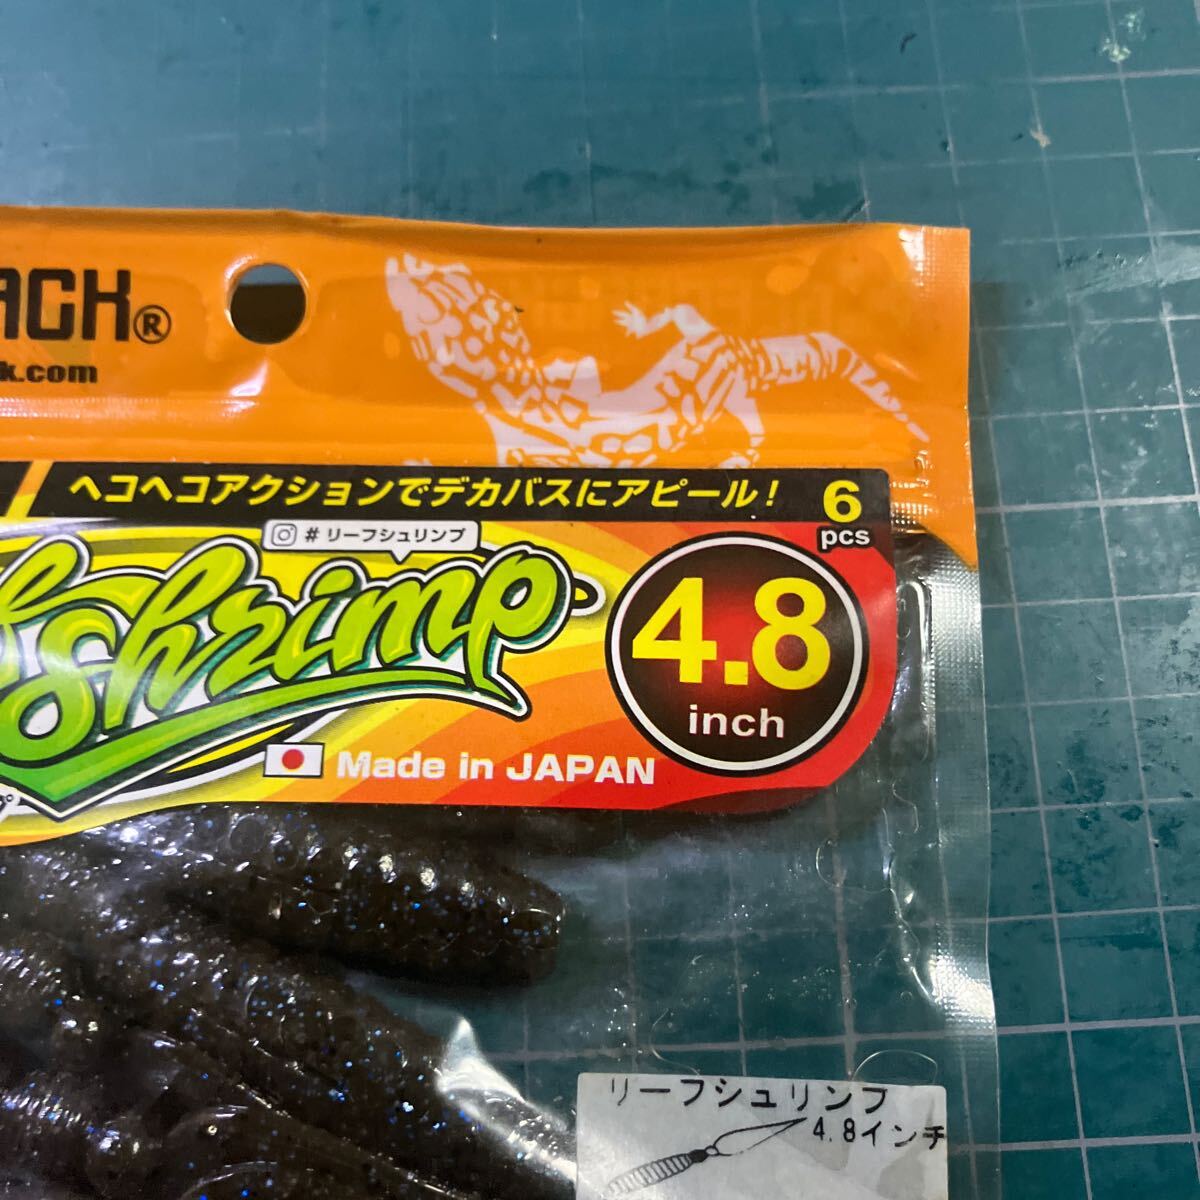 ACK®
k.com
ヘコヘコアクションでデカバスにアピール!
6
pcs
# リーフシュリンプ
shrimp
4.8
inch
Made in JAPAN
プ
リーフシュリンプ
4.8インチ